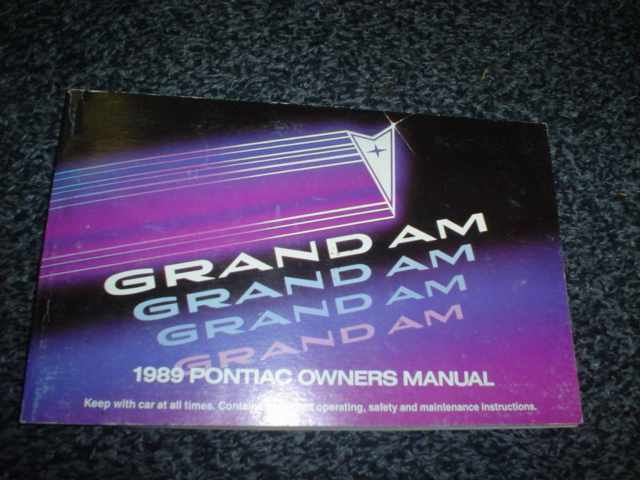 GRAND AM
GRAND AM
GRAND AM
GRAND AM
1989 PONTIAC OWNERS MANUAL
Keep with car at all times. Contains operating, safety and maintenance instructions.